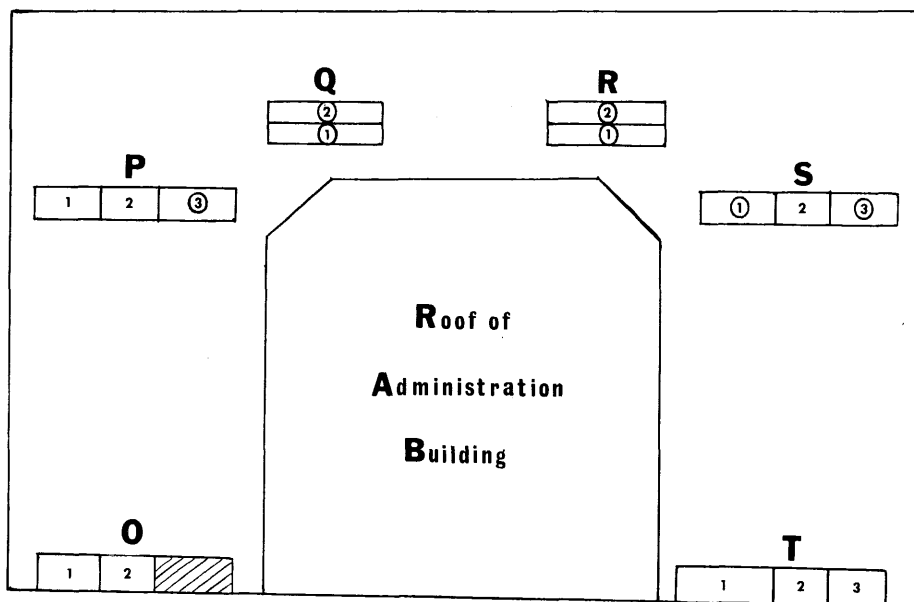 Q R
② ②
① ①
P S
1 2 ③ ① 2 ③
Roof of
Administration
Building
O T
1 2 1 2 3